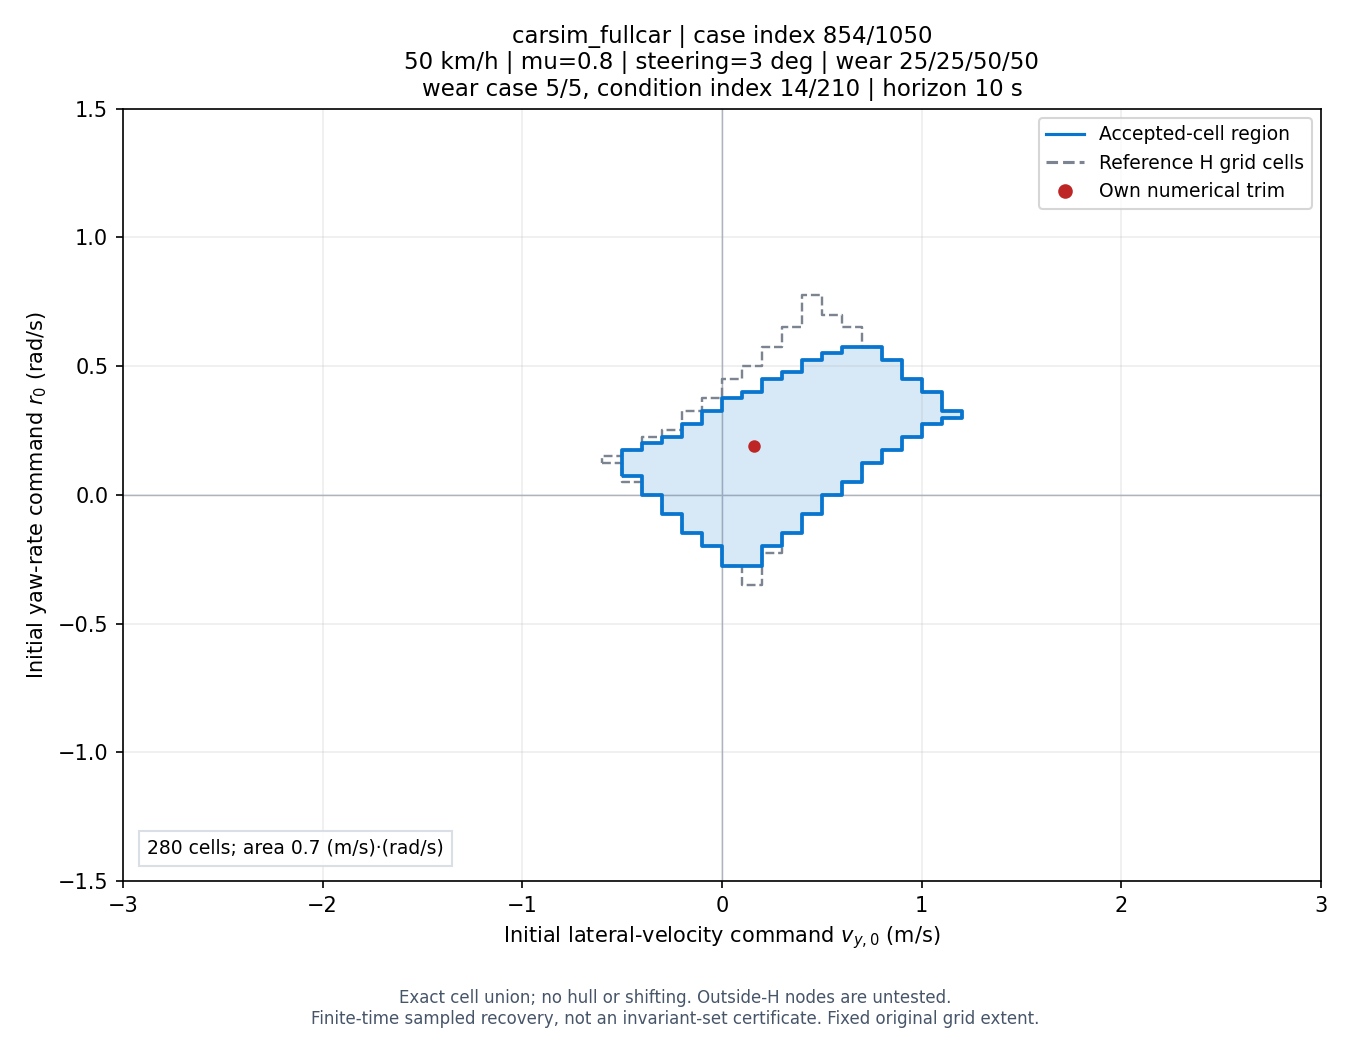 carsim_fullcar | case index 854/1050
50 km/h | mu=0.8 | steering=3 deg | wear 25/25/50/50
wear case 5/5, condition index 14/210 | horizon 10 s
Accepted-cell region
Reference H grid cells
Own numerical trim
1.5
1.0
0.5
0.0
−0.5
−1.0
−1.5
Initial yaw-rate command r₀ (rad/s)
280 cells; area 0.7 (m/s)·(rad/s)
−3
−2
−1
0
1
2
3
Initial lateral-velocity command v_{y,0} (m/s)
Exact cell union; no hull or shifting. Outside-H nodes are untested.
Finite-time sampled recovery, not an invariant-set certificate. Fixed original grid extent.